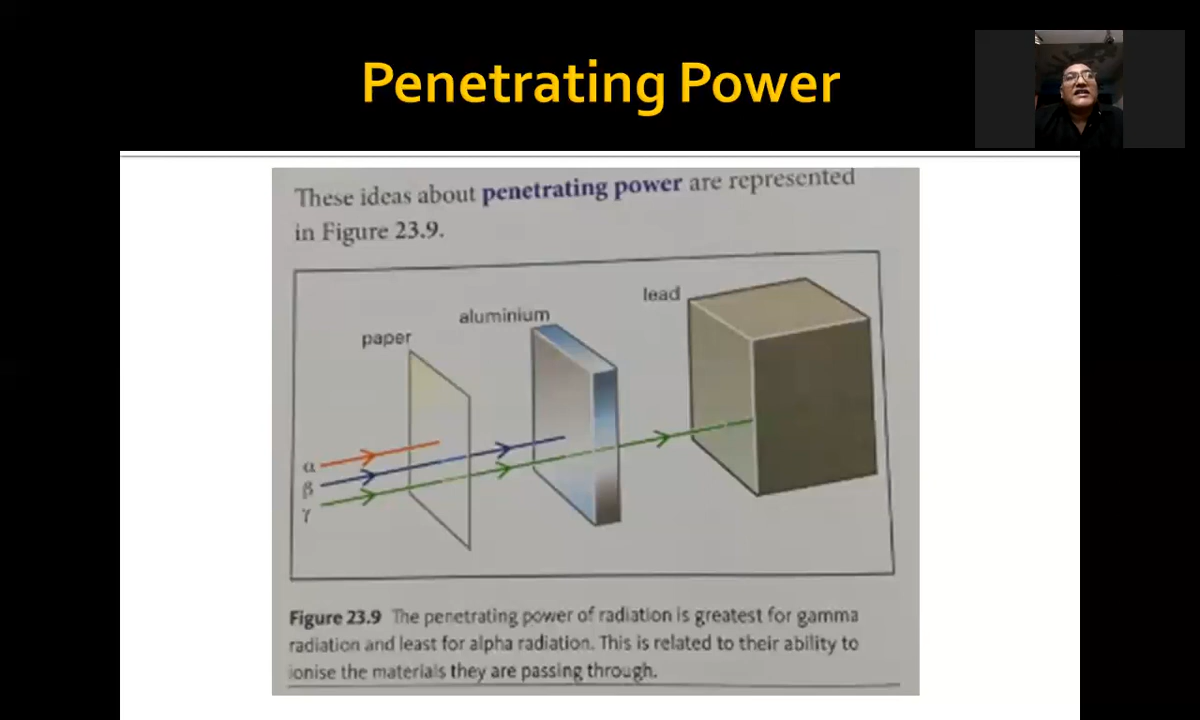 Penetrating Power
These ideas about penetrating power are represented
in Figure 23.9.
lead
aluminium
paper
α
β
γ
Figure 23.9 The penetrating power of radiation is greatest for gamma
radiation and least for alpha radiation. This is related to their ability to
ionise the materials they are passing through.